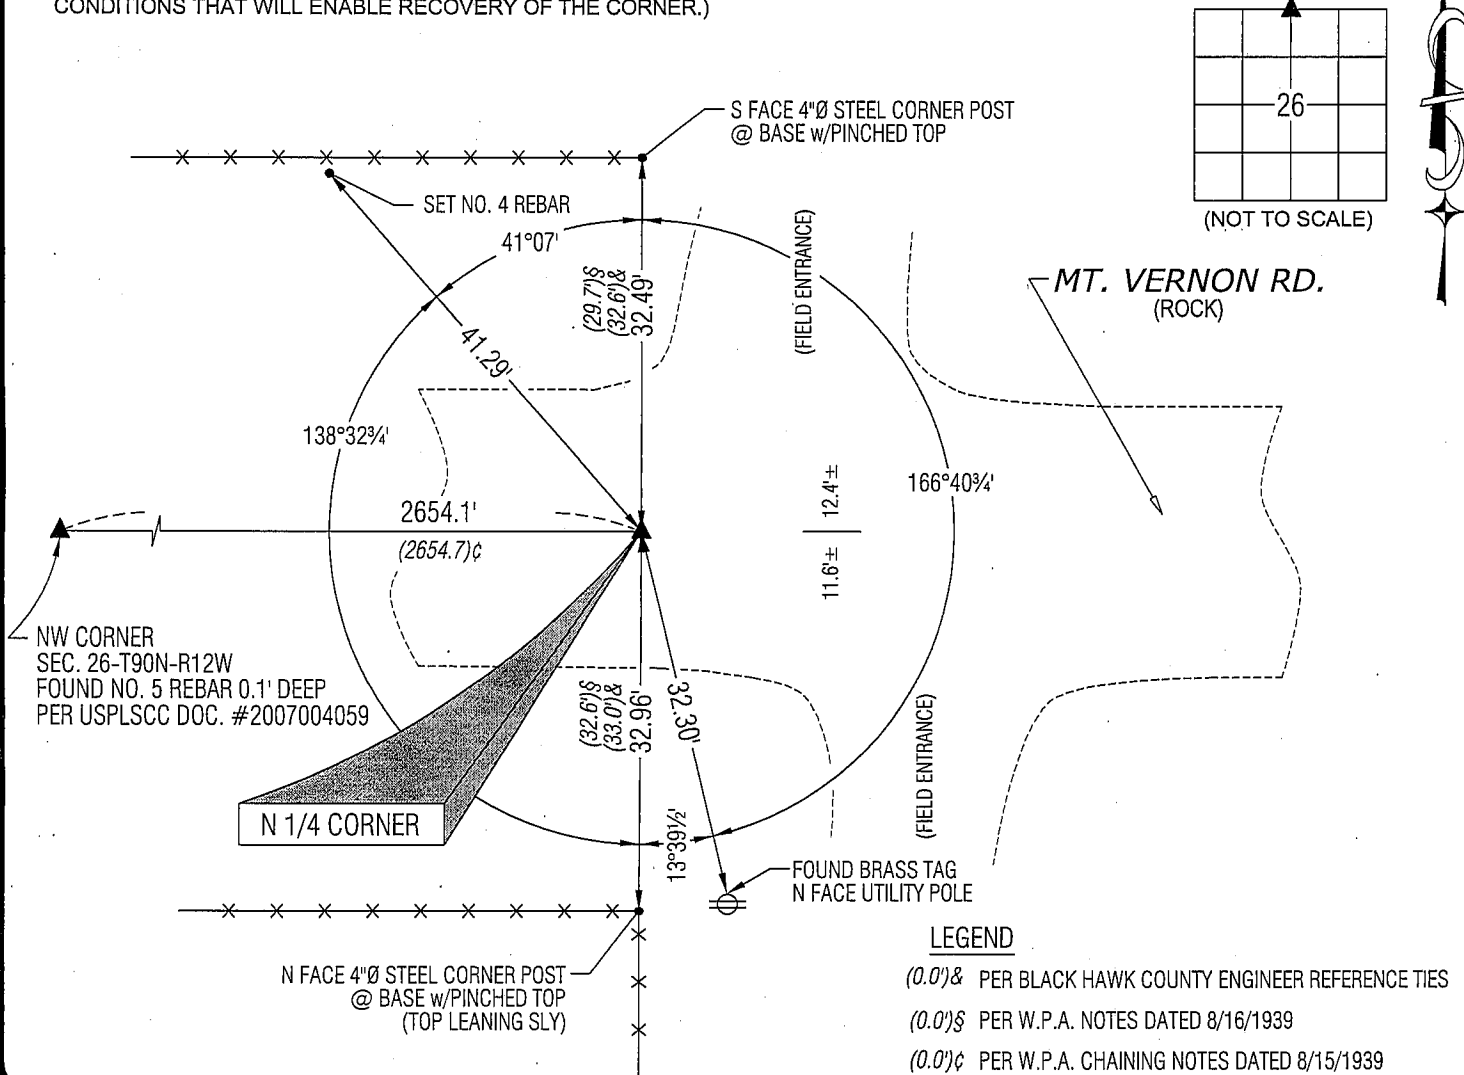 CONDITIONS THAT WILL ENABLE RECOVERY OF THE CORNER.)
26
(NOT TO SCALE)
S FACE 4"Ø STEEL CORNER POST
@ BASE w/PINCHED TOP
SET NO. 4 REBAR
41°07'
(29.7')§
(32.6')&
32.49'
(FIELD ENTRANCE)
MT. VERNON RD.
(ROCK)
41.29'
138°32¾'
166°40¾'
12.4'±
11.6'±
2654.1'
(2654.7)¢
NW CORNER
SEC. 26-T90N-R12W
FOUND NO. 5 REBAR 0.1' DEEP
PER USPLSCC DOC. #2007004059
(32.6')§
(33.0')&
32.96'
32.30'
(FIELD ENTRANCE)
N 1/4 CORNER
13°39½'
FOUND BRASS TAG
N FACE UTILITY POLE
N FACE 4"Ø STEEL CORNER POST
@ BASE w/PINCHED TOP
(TOP LEANING SLY)
LEGEND
(0.0')& PER BLACK HAWK COUNTY ENGINEER REFERENCE TIES
(0.0')§ PER W.P.A. NOTES DATED 8/16/1939
(0.0')¢ PER W.P.A. CHAINING NOTES DATED 8/15/1939